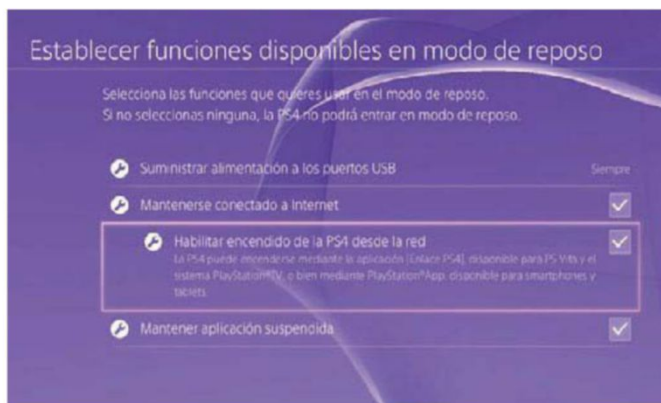 Establecer funciones disponibles en modo de reposo
Selecciona las funciones que quieres usar en el modo de reposo.
Si no seleccionas ninguna, la PS4 no podrá entrar en modo de reposo.
Suministrar alimentación a los puertos USB Siempre
Mantenerse conectado a Internet
Habilitar encendido de la PS4 desde la red
La PS4 puede encenderse mediante la aplicación [Enlace PS4], disponible para PS Vita y el
sistema PlayStation®TV, o bien mediante PlayStation®App, disponible para smartphones y
tablets.
Mantener aplicación suspendida